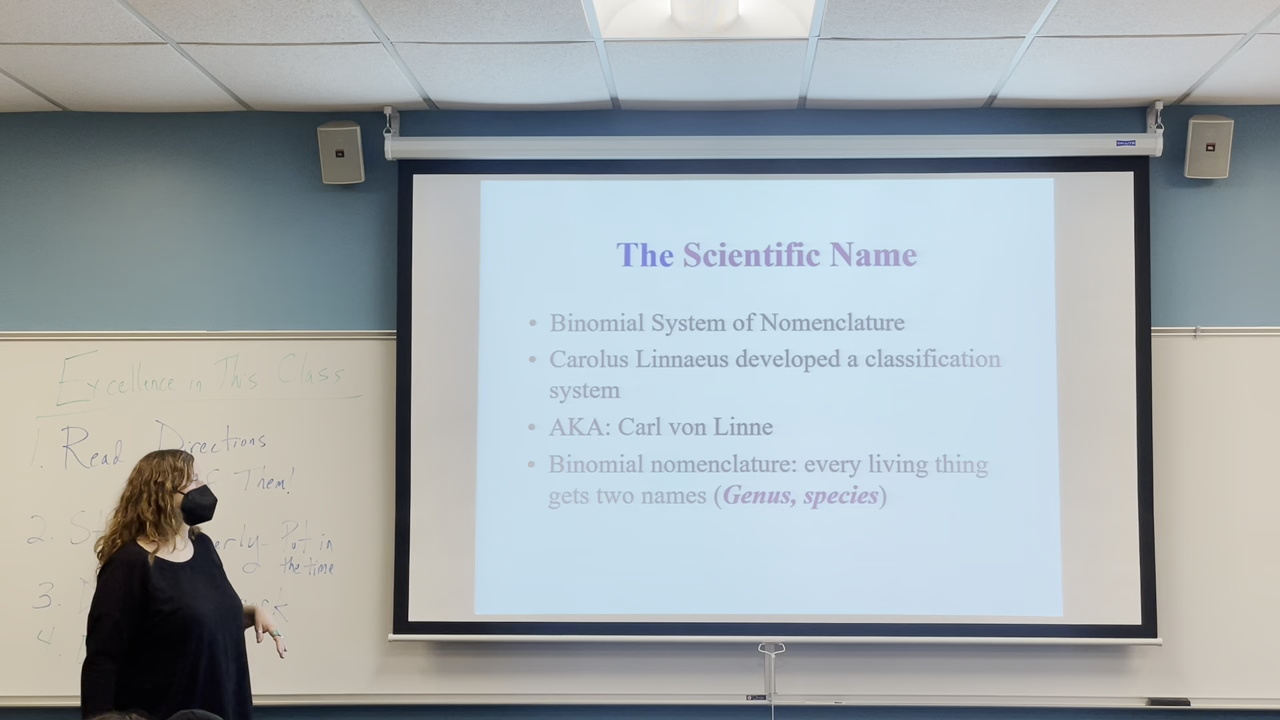 The Scientific Name
• Binomial System of Nomenclature
• Carolus Linnaeus developed a classification
system
• AKA: Carl von Linne
• Binomial nomenclature: every living thing
gets two names (Genus, species)
Excellence in This Class
1. Read Directions
Them!
2. erly- Put in
the time
3.
4.